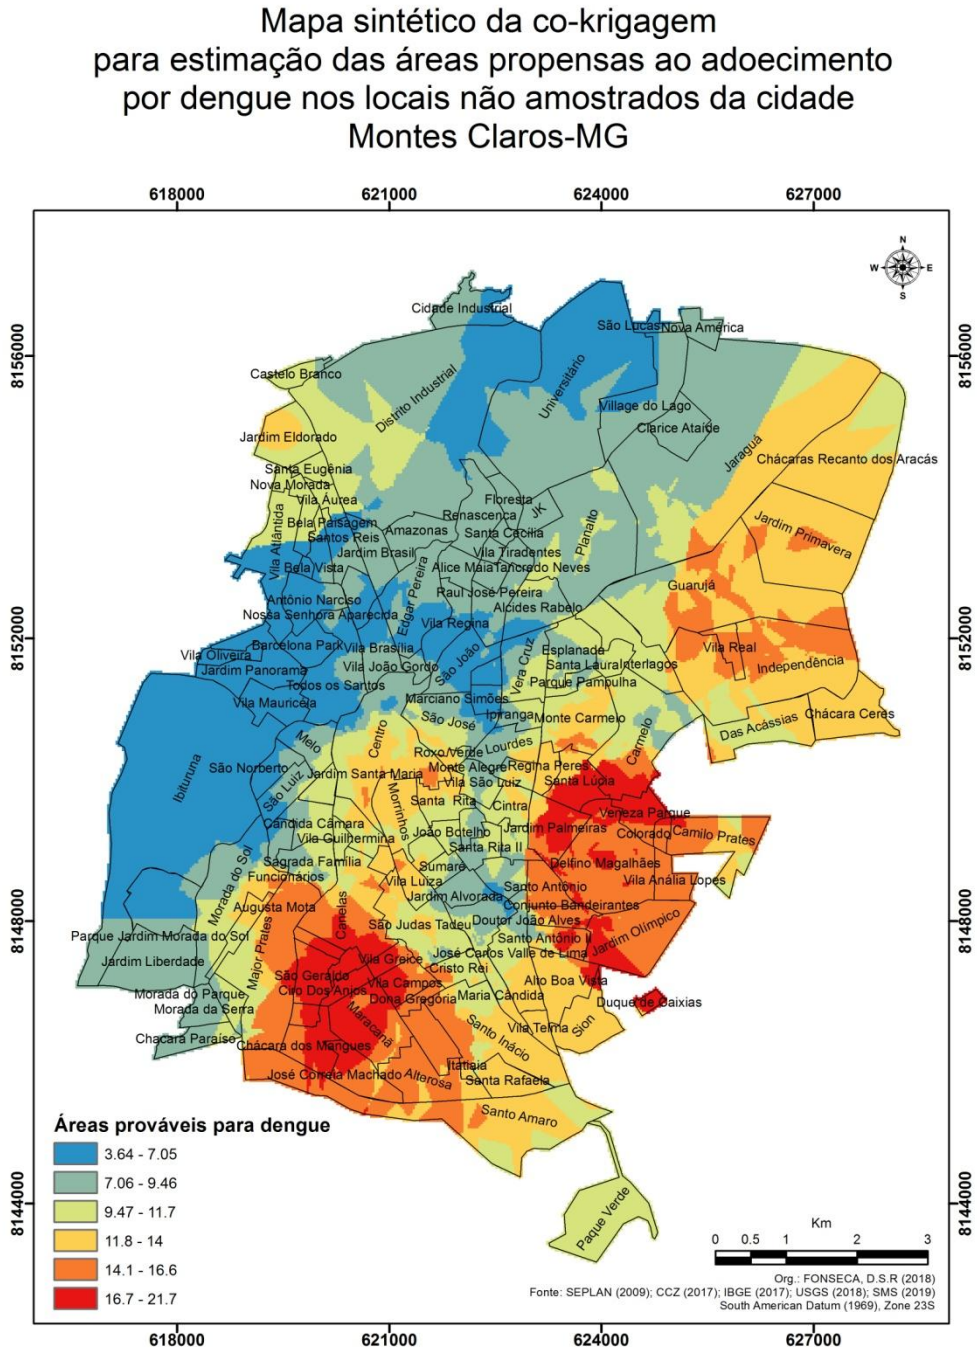 Mapa sintético da co-krigagem
para estimação das áreas propensas ao adoecimento
por dengue nos locais não amostrados da cidade
Montes Claros-MG
618000
621000
624000
627000
8156000
8152000
8148000
8144000
8156000
8152000
8148000
8144000
N
W
E
S
Cidade Industrial
São Lucas
Nova América
Castelo Branco
Distrito Industrial
Universitário
Village do Lago
Clarice Ataíde
Jardim Eldorado
Jaraguá
Chácaras Recanto dos Aracás
Santa Eugênia
Nova Morada
Vila Áurea
Floresta
Renascença
JK
Vila Atlântida
Bela Paisagem
Santos Reis
Amazonas
Santa Cecília
Planalto
Jardim Primavera
Jardim Brasil
Vila Tiradentes
Bela Vista
Alice Maia
Tancredo Neves
Edgar Pereira
Raul José Pereira
Guarujá
Antônio Narciso
Nossa Senhora Aparecida
Alcides Rabelo
Vila Regina
Barcelona Park
Vila Brasília
São João
Vera Cruz
Esplanada
Vila Real
Vila Oliveira
Jardim Panorama
Vila João Gordo
Santa Laura
Interlagos
Independência
Todos os Santos
Parque Pampulha
Vila Mauricéia
Marciano Simões
São José
Ipiranga
Monte Carmelo
Das Acássias
Chácara Ceres
Melo
Centro
Carmelo
Roxo Verde
Lourdes
Ibituruna
São Norberto
São Luiz
Jardim Santa Maria
Monte Alegre
Regina Peres
Vila São Luiz
Santa Lúcia
Morrinhos
Santa Rita
Cintra
Veneza Parque
Cândida Câmara
Vila Guilhermina
João Botelho
Jardim Palmeiras
Colorado
Camilo Prates
Santa Rita II
Morada do Sol
Sagrada Família
Funcionários
Sumaré
Delfino Magalhães
Vila Luiza
Vila Anália Lopes
Jardim Alvorada
Santo Antônio
Augusta Mota
Canelas
Conjunto Bandeirantes
São Judas Tadeu
Doutor João Alves
Jardim Olímpico
Parque Jardim Morada do Sol
Major Prates
Santo Antônio II
Jardim Liberdade
Vila Greice
José Carlos Valle de Lima
Cristo Rei
São Geraldo
Ciro Dos Anjos
Vila Campos
Alto Boa Vista
Morada do Parque
Dona Gregória
Maria Cândida
Duque de Caixias
Morada da Serra
Maracanã
Vila Telma
Sion
Chacara Paraíso
Chácara dos Mangues
Santo Inácio
José Correia Machado
Alterosa
Itatiaia
Santa Rafaela
Santo Amaro
Paque Verde
Áreas prováveis para dengue
3.64 - 7.05
7.06 - 9.46
9.47 - 11.7
11.8 - 14
14.1 - 16.6
16.7 - 21.7
Km
0 0.5 1 2 3
Org.: FONSECA, D.S.R (2018)
Fonte: SEPLAN (2009); CCZ (2017); IBGE (2017); USGS (2018); SMS (2019)
South American Datum (1969), Zone 23S
618000
621000
624000
627000